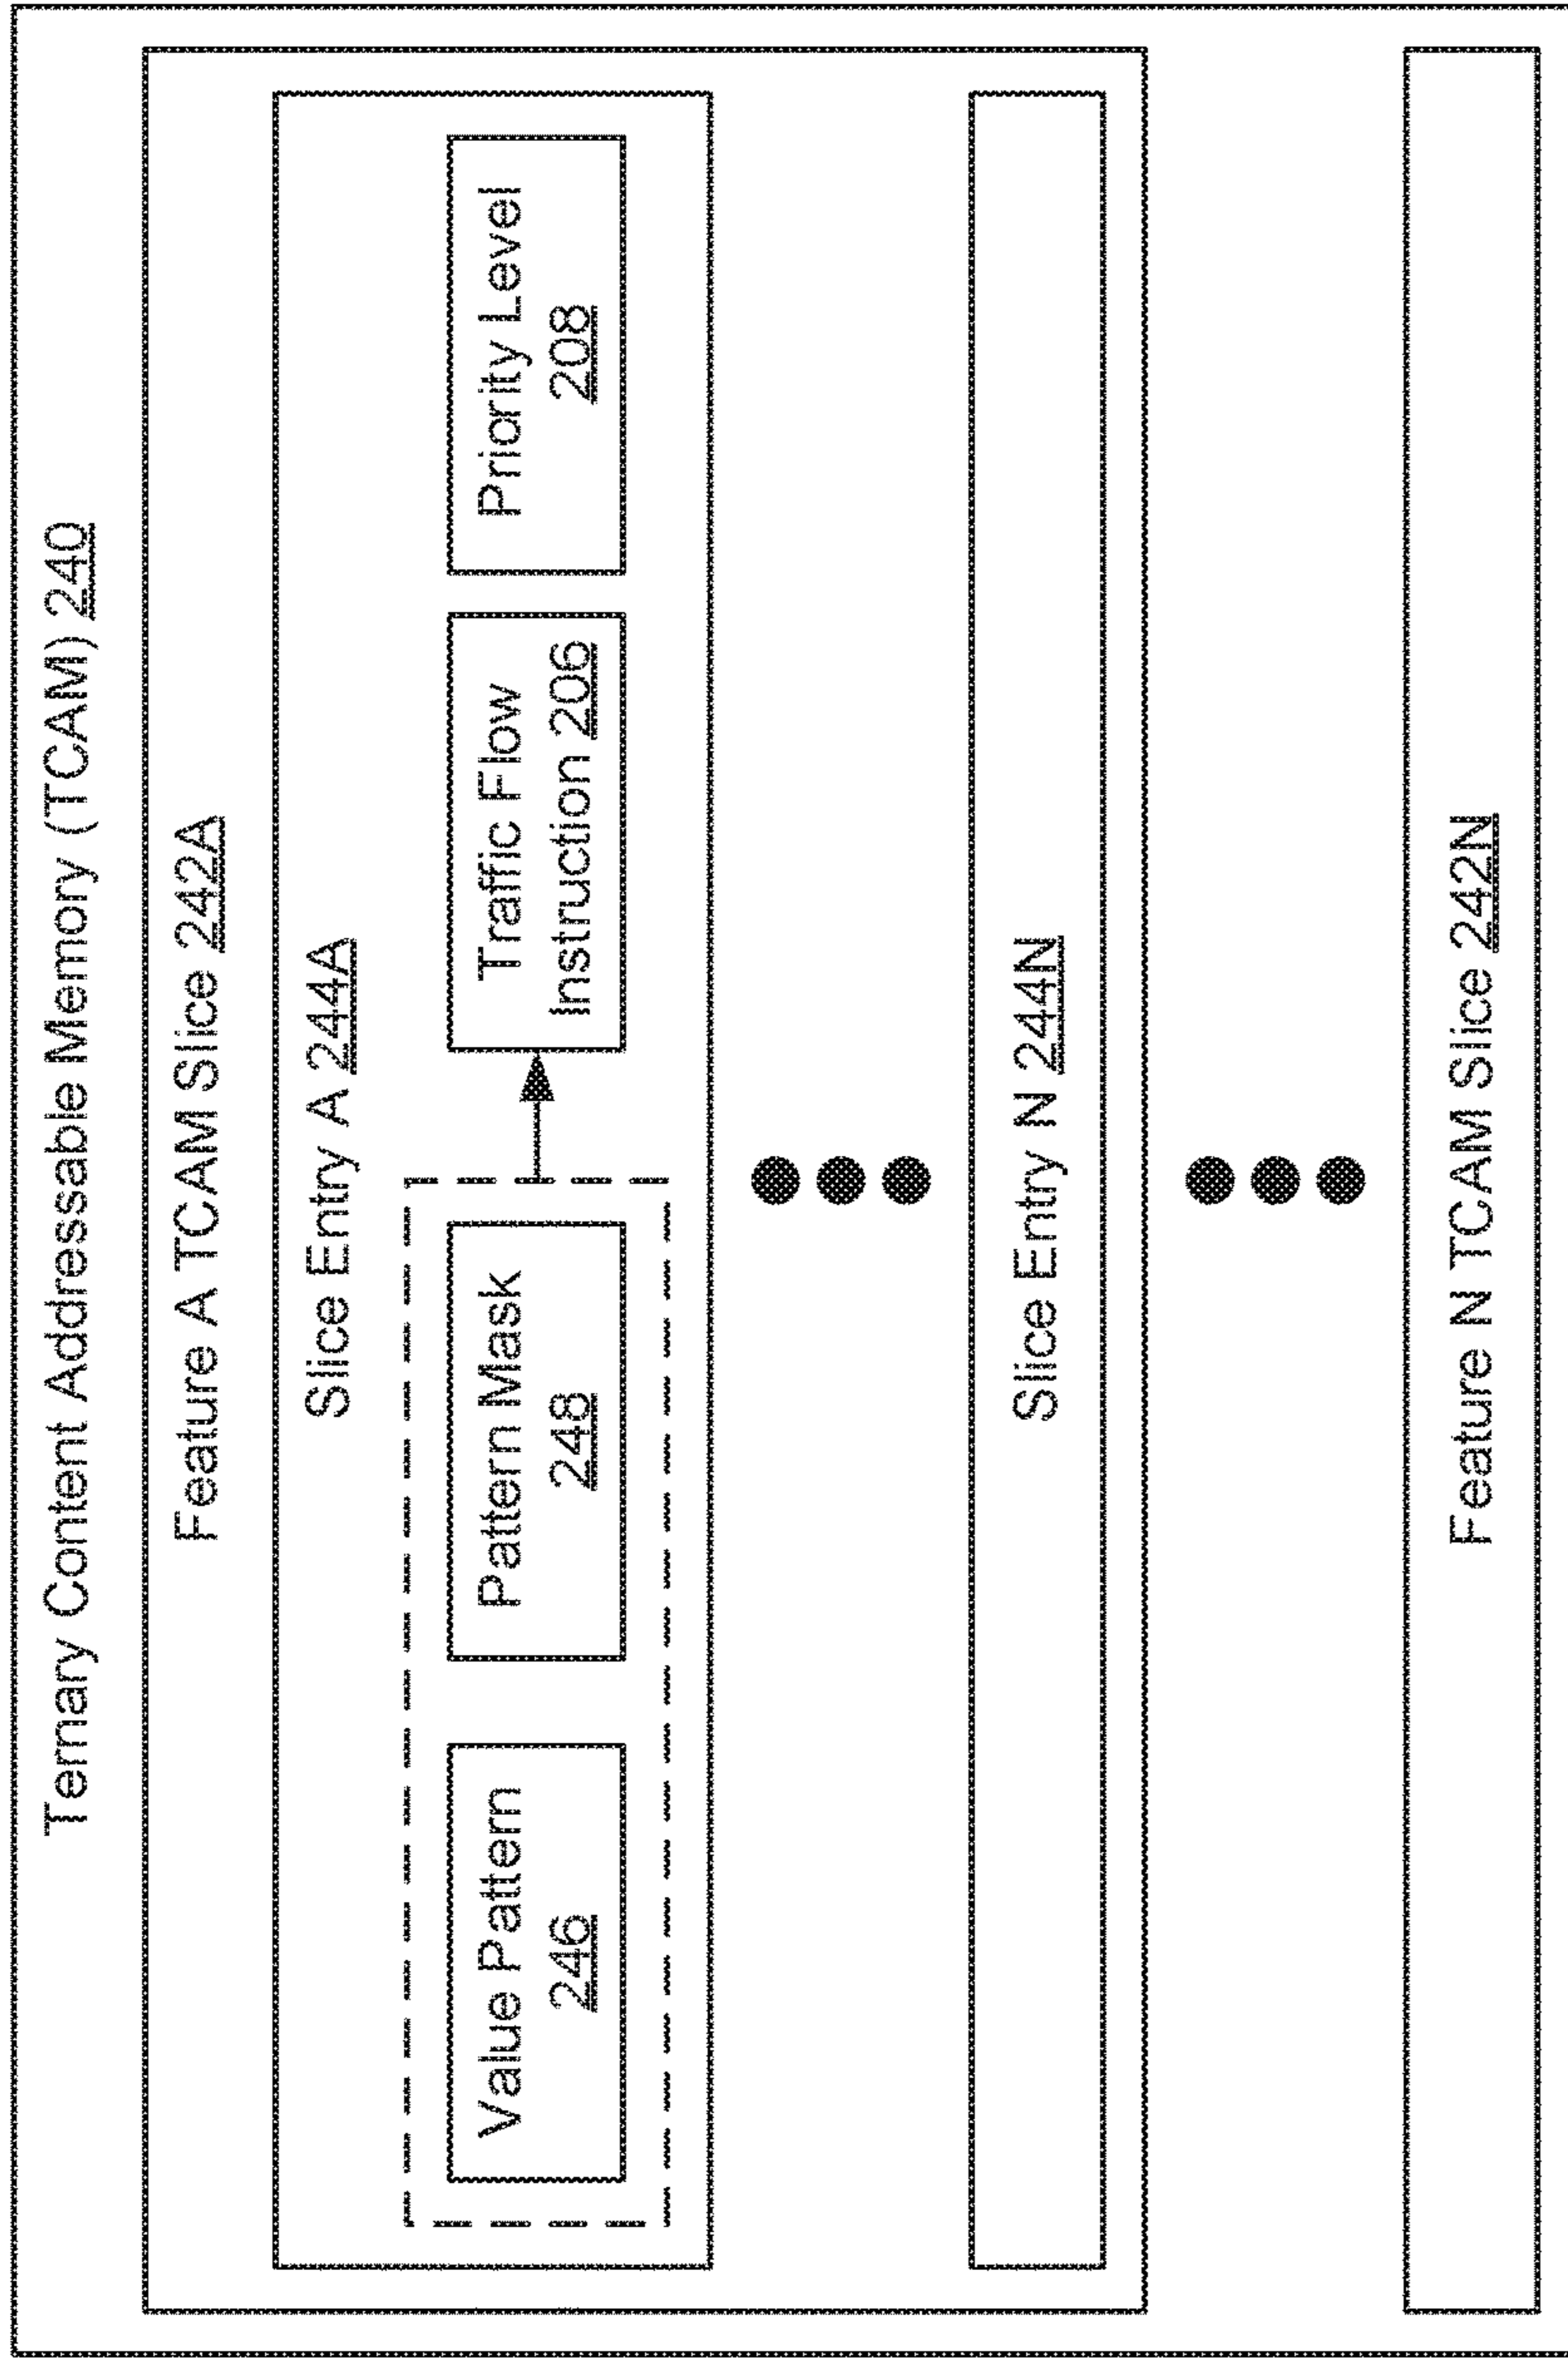 Ternary Content Addressable Memory (TCAM) 240
Feature A TCAM Slice 242A
Slice Entry A 244A
Value Pattern
246
Pattern Mask
248
Traffic Flow
Instruction 206
Priority Level
208
Slice Entry N 244N
Feature N TCAM Slice 242N